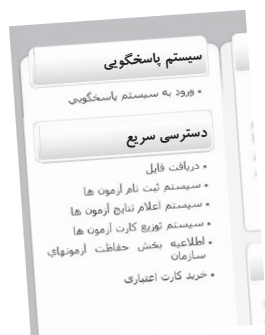 سیستم پاسخگویی
• ورود به سیستم پاسخگویی
دسترسی سریع
• دریافت فایل
• سیستم ثبت نام آزمون ها
• سیستم اعلام نتایج آزمون ها
• سیستم توزیع کارت آزمون ها
• اطلاعیه بخش حفاظت آزمونهای
سازمان
• خرید کارت اعتباری